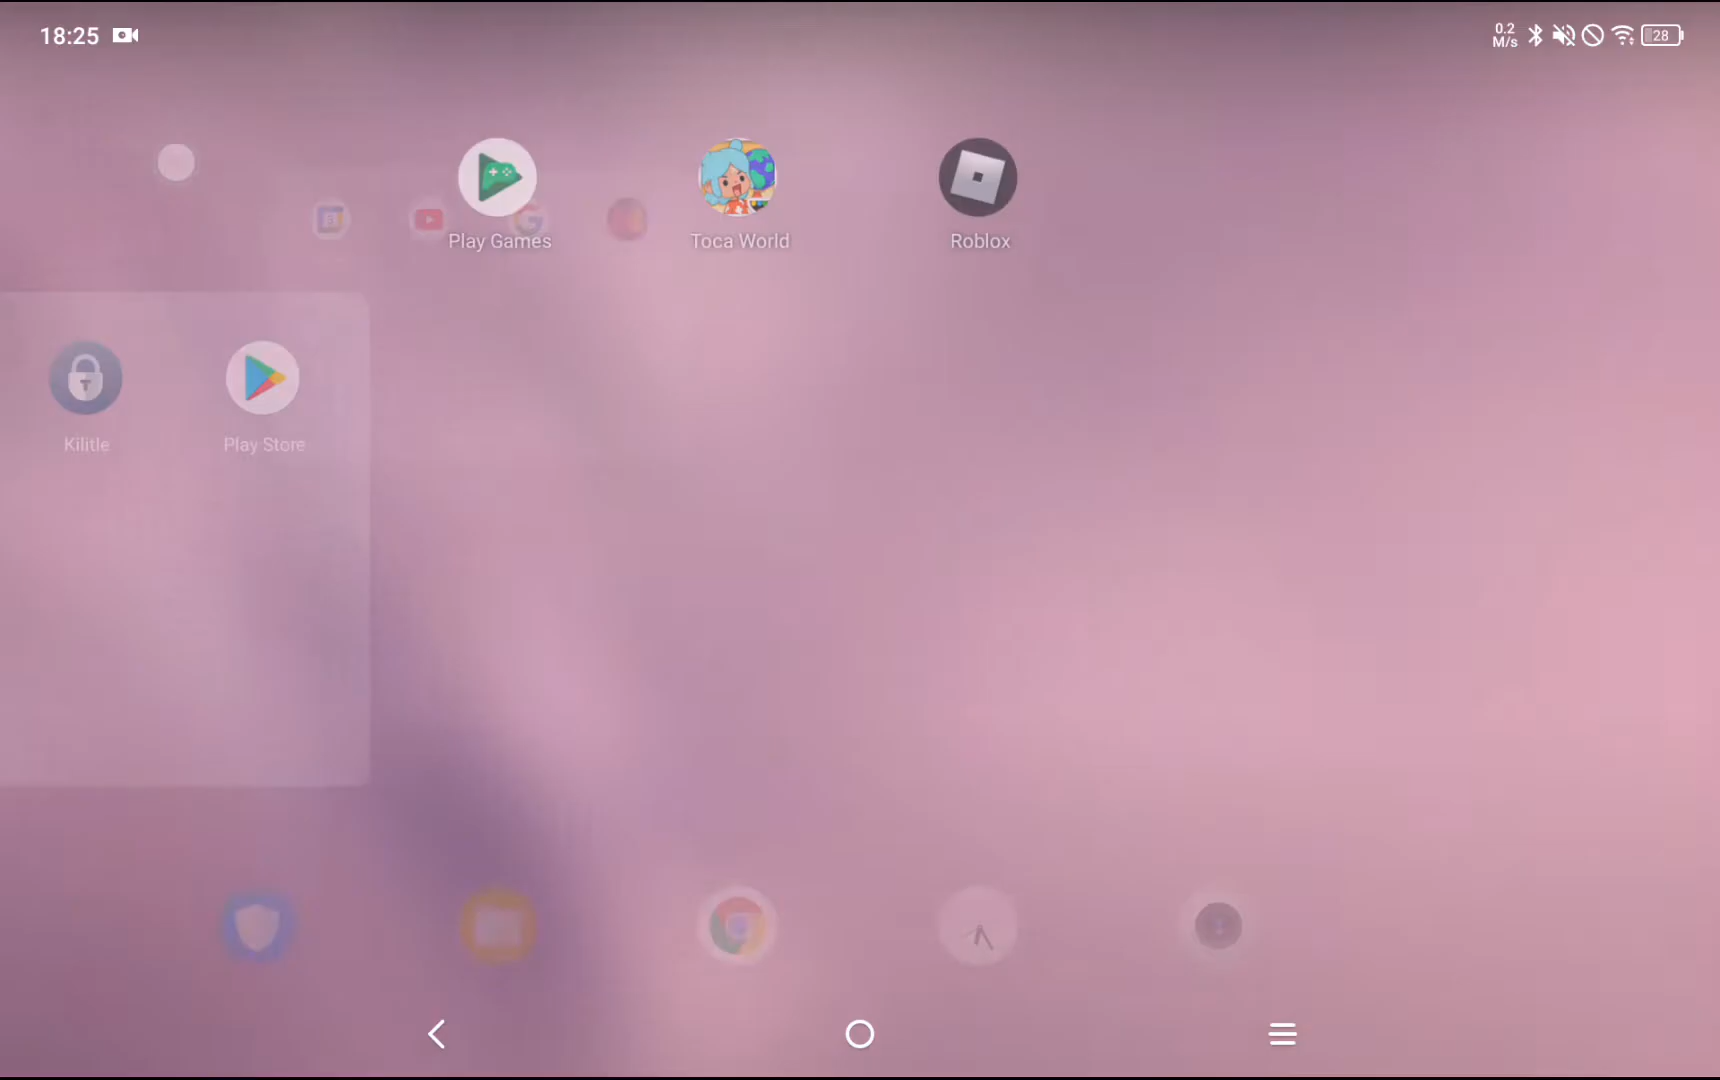 18:25
0.2
M/s
28
Play Games
Toca World
Roblox
Kilitle
Play Store